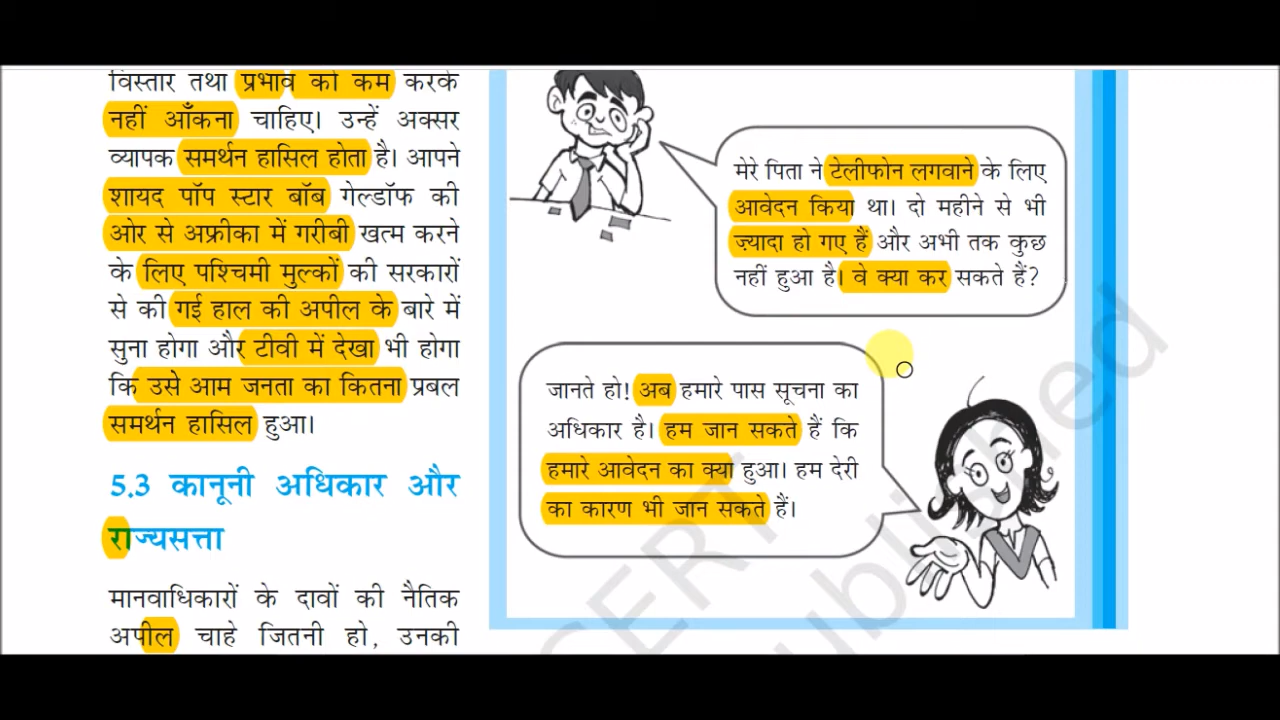 विस्तार तथा प्रभाव को कम करके
नहीं आँकना चाहिए। उन्हें अक्सर
व्यापक समर्थन हासिल होता है। आपने
शायद पॉप स्टार बॉब गेल्डॉफ की
ओर से अफ्रीका में गरीबी खत्म करने
के लिए पश्चिमी मुल्कों की सरकारों
से की गई हाल की अपील के बारे में
सुना होगा और टीवी में देखा भी होगा
कि उसे आम जनता का कितना प्रबल
समर्थन हासिल हुआ।
5.3 कानूनी अधिकार और
राज्यसत्ता
मानवाधिकारों के दावों की नैतिक
अपील चाहे जितनी हो, उनकी
मेरे पिता ने टेलीफोन लगवाने के लिए
आवेदन किया था। दो महीने से भी
ज़्यादा हो गए हैं और अभी तक कुछ
नहीं हुआ है। वे क्या कर सकते हैं?
जानते हो! अब हमारे पास सूचना का
अधिकार है। हम जान सकते हैं कि
हमारे आवेदन का क्या हुआ। हम देरी
का कारण भी जान सकते हैं।